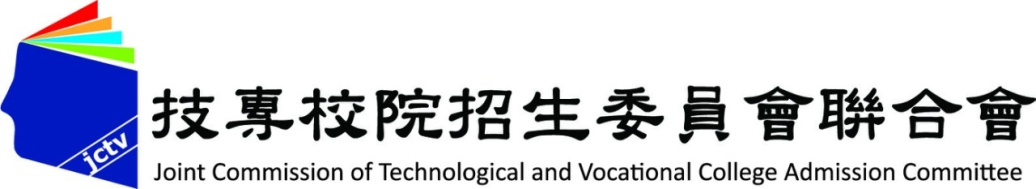 技專校院招生委員會聯合會
jctv
Joint Commission of Technological and Vocational College Admission Committee